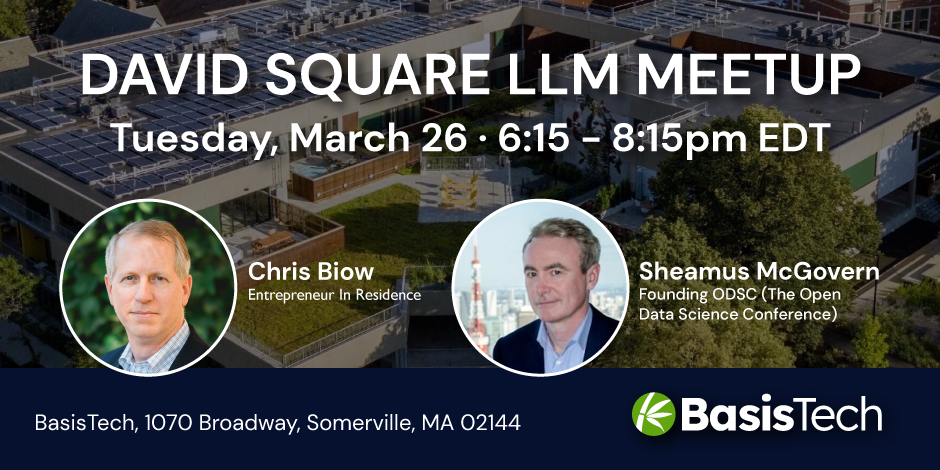 DAVID SQUARE LLM MEETUP
Tuesday, March 26 · 6:15 – 8:15pm EDT
Chris Biow
Entrepreneur In Residence
Sheamus McGovern
Founding ODSC (The Open
Data Science Conference)
BasisTech, 1070 Broadway, Somerville, MA 02144
BasisTech